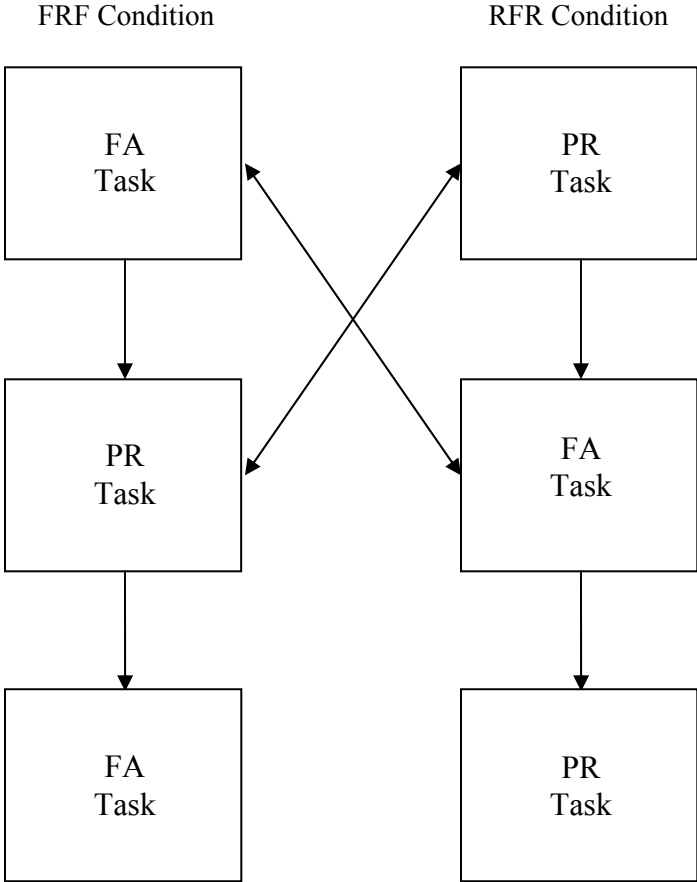 FRF Condition
RFR Condition
FA
Task
PR
Task
PR
Task
FA
Task
FA
Task
PR
Task